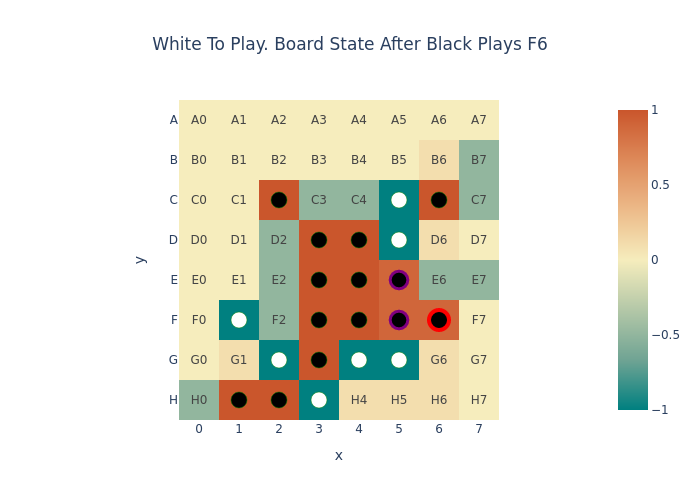 White To Play. Board State After Black Plays F6
A A0 A1 A2 A3 A4 A5 A6 A7
B B0 B1 B2 B3 B4 B5 B6 B7
C C0 C1 C3 C4 C7
D D0 D1 D2 D6 D7
E E0 E1 E2 E6 E7
F F0 F2 F7
G G0 G1 G6 G7
H H0 H4 H5 H6 H7
0 1 2 3 4 5 6 7
x
y
1
0.5
0
−0.5
−1